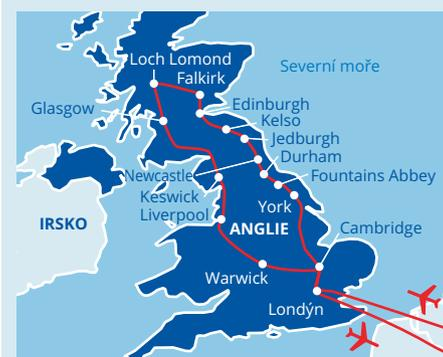 Loch Lomond
Falkirk
Severní moře
Glasgow
Edinburgh
Kelso
Jedburgh
Durham
Newcastle
Fountains Abbey
Keswick
Liverpool
York
IRSKO
ANGLIE
Cambridge
Warwick
Londýn